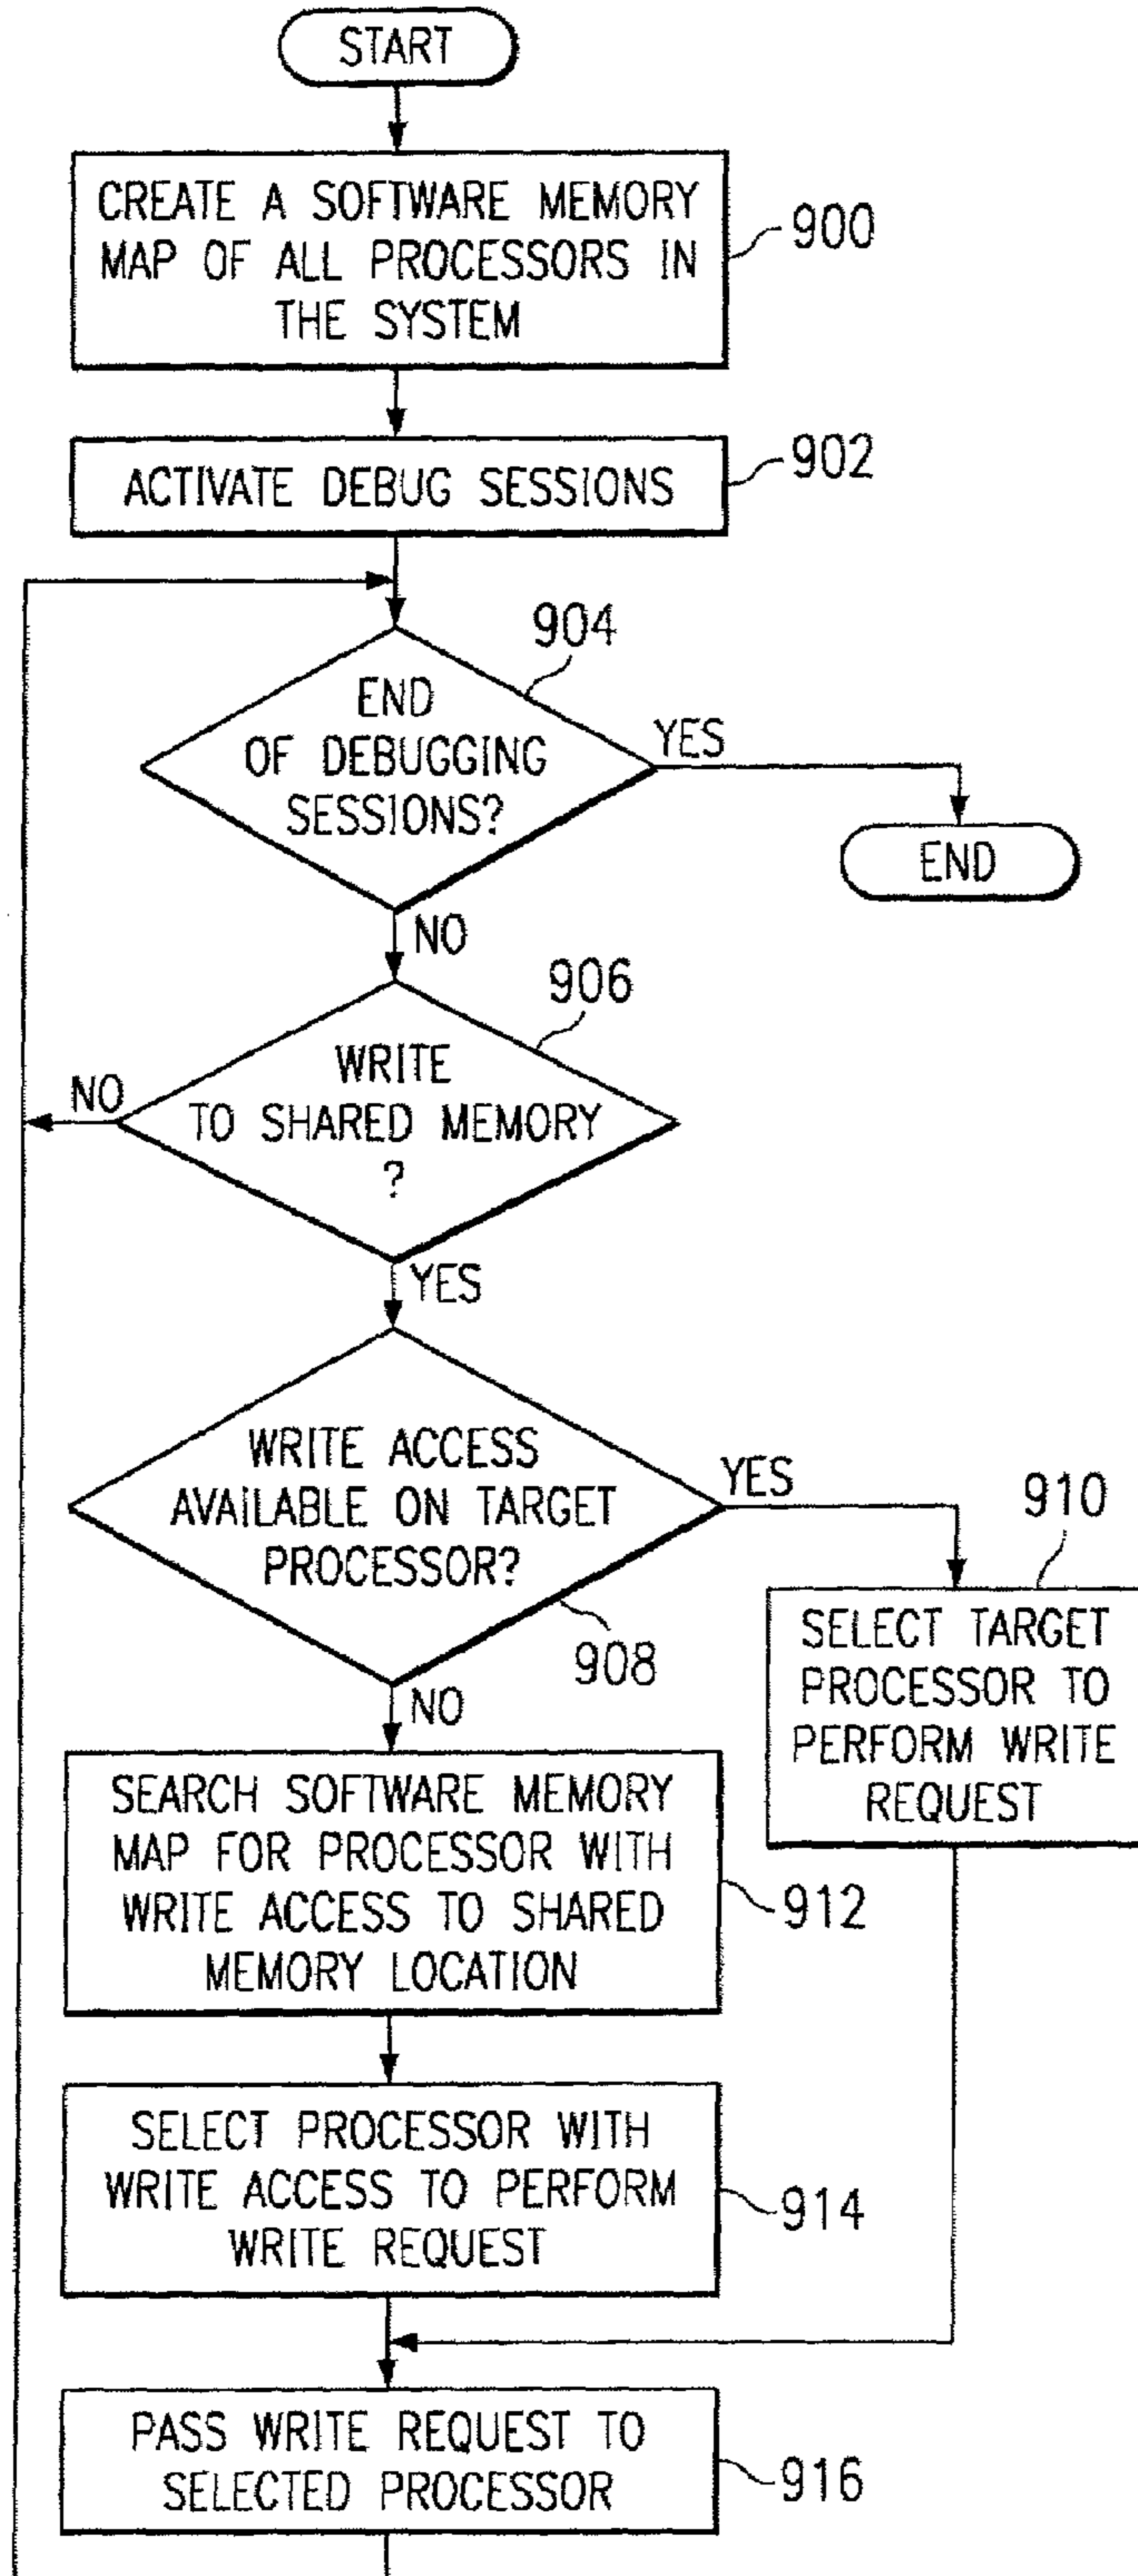 START
CREATE A SOFTWARE MEMORY
MAP OF ALL PROCESSORS IN
THE SYSTEM
900
ACTIVATE DEBUG SESSIONS
902
904
END
OF DEBUGGING
SESSIONS?
YES
END
NO
906
WRITE
TO SHARED MEMORY
?
NO
YES
WRITE ACCESS
AVAILABLE ON TARGET
PROCESSOR?
YES
908
NO
910
SELECT TARGET
PROCESSOR TO
PERFORM WRITE
REQUEST
SEARCH SOFTWARE MEMORY
MAP FOR PROCESSOR WITH
WRITE ACCESS TO SHARED
MEMORY LOCATION
912
SELECT PROCESSOR WITH
WRITE ACCESS TO PERFORM
WRITE REQUEST
914
PASS WRITE REQUEST TO
SELECTED PROCESSOR
916